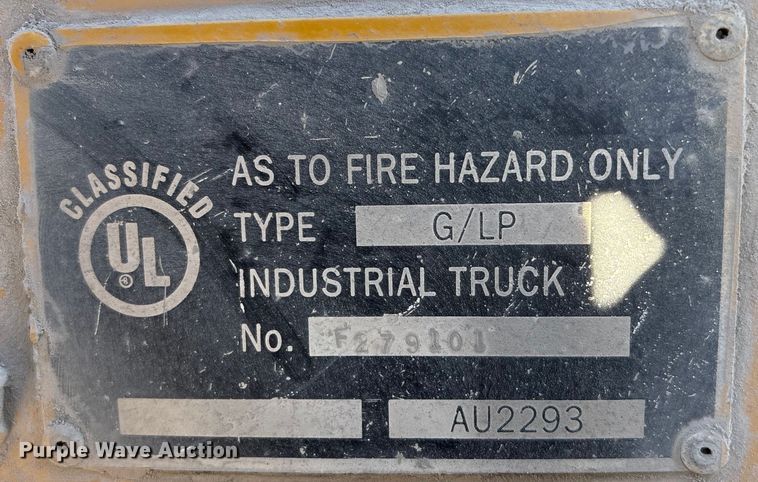 CLASSIFIED
UL
®
AS TO FIRE HAZARD ONLY
TYPE G/LP
INDUSTRIAL TRUCK
No. F279101
AU2293
Purple Wave Auction